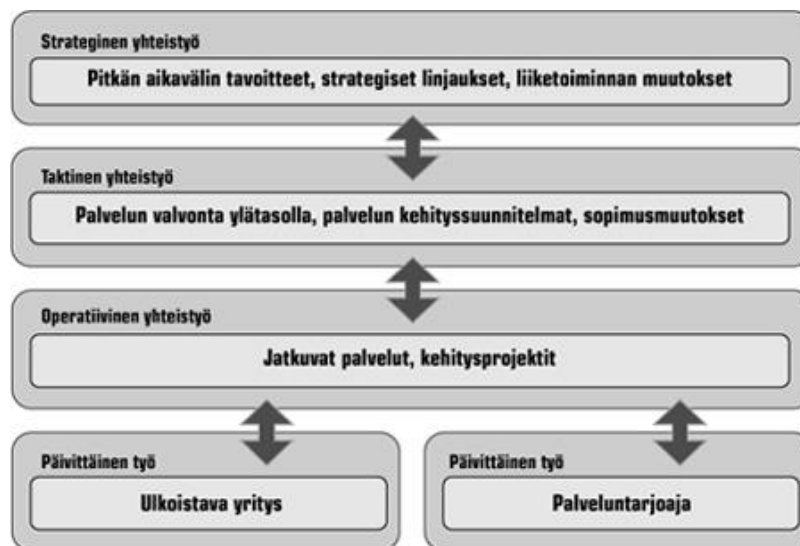 Strateginen yhteistyö
Pitkän aikavälin tavoitteet, strategiset linjaukset, liiketoiminnan muutokset
Taktinen yhteistyö
Palvelun valvonta ylätasolla, palvelun kehityssuunnitelmat, sopimusmuutokset
Operatiivinen yhteistyö
Jatkuvat palvelut, kehitysprojektit
Päivittäinen työ
Ulkoistava yritys
Päivittäinen työ
Palveluntarjoaja